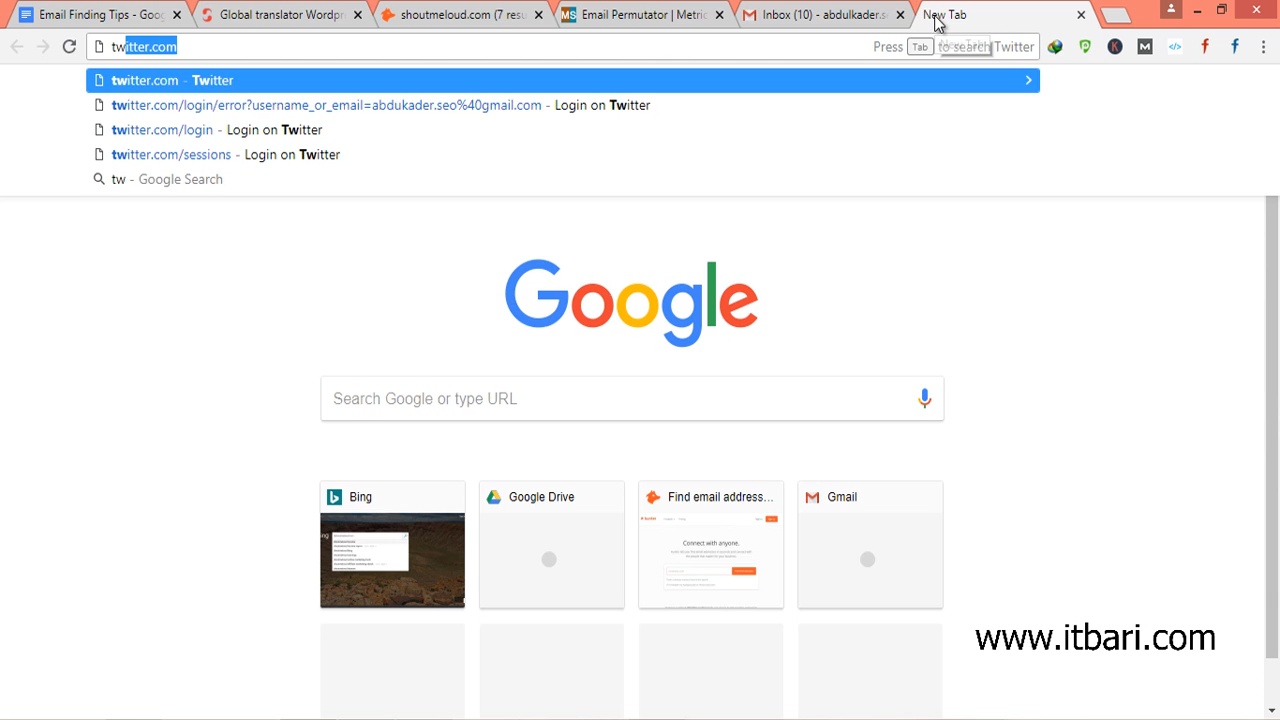 Email Finding Tips - Goo
Global translator Wordpr
shoutmeloud.com (7 resu
MS Email Permutator | Metric
Inbox (10) - abdulkader.se
New Tab
twitter.com
Press Tab to search Twitter
twitter.com - Twitter
twitter.com/login/error?username_or_email=abdukader.seo%40gmail.com - Login on Twitter
twitter.com/login - Login on Twitter
twitter.com/sessions - Login on Twitter
tw - Google Search
Google
Search Google or type URL
Bing
Google Drive
Find email address...
Gmail
Connect with anyone.
www.itbari.com